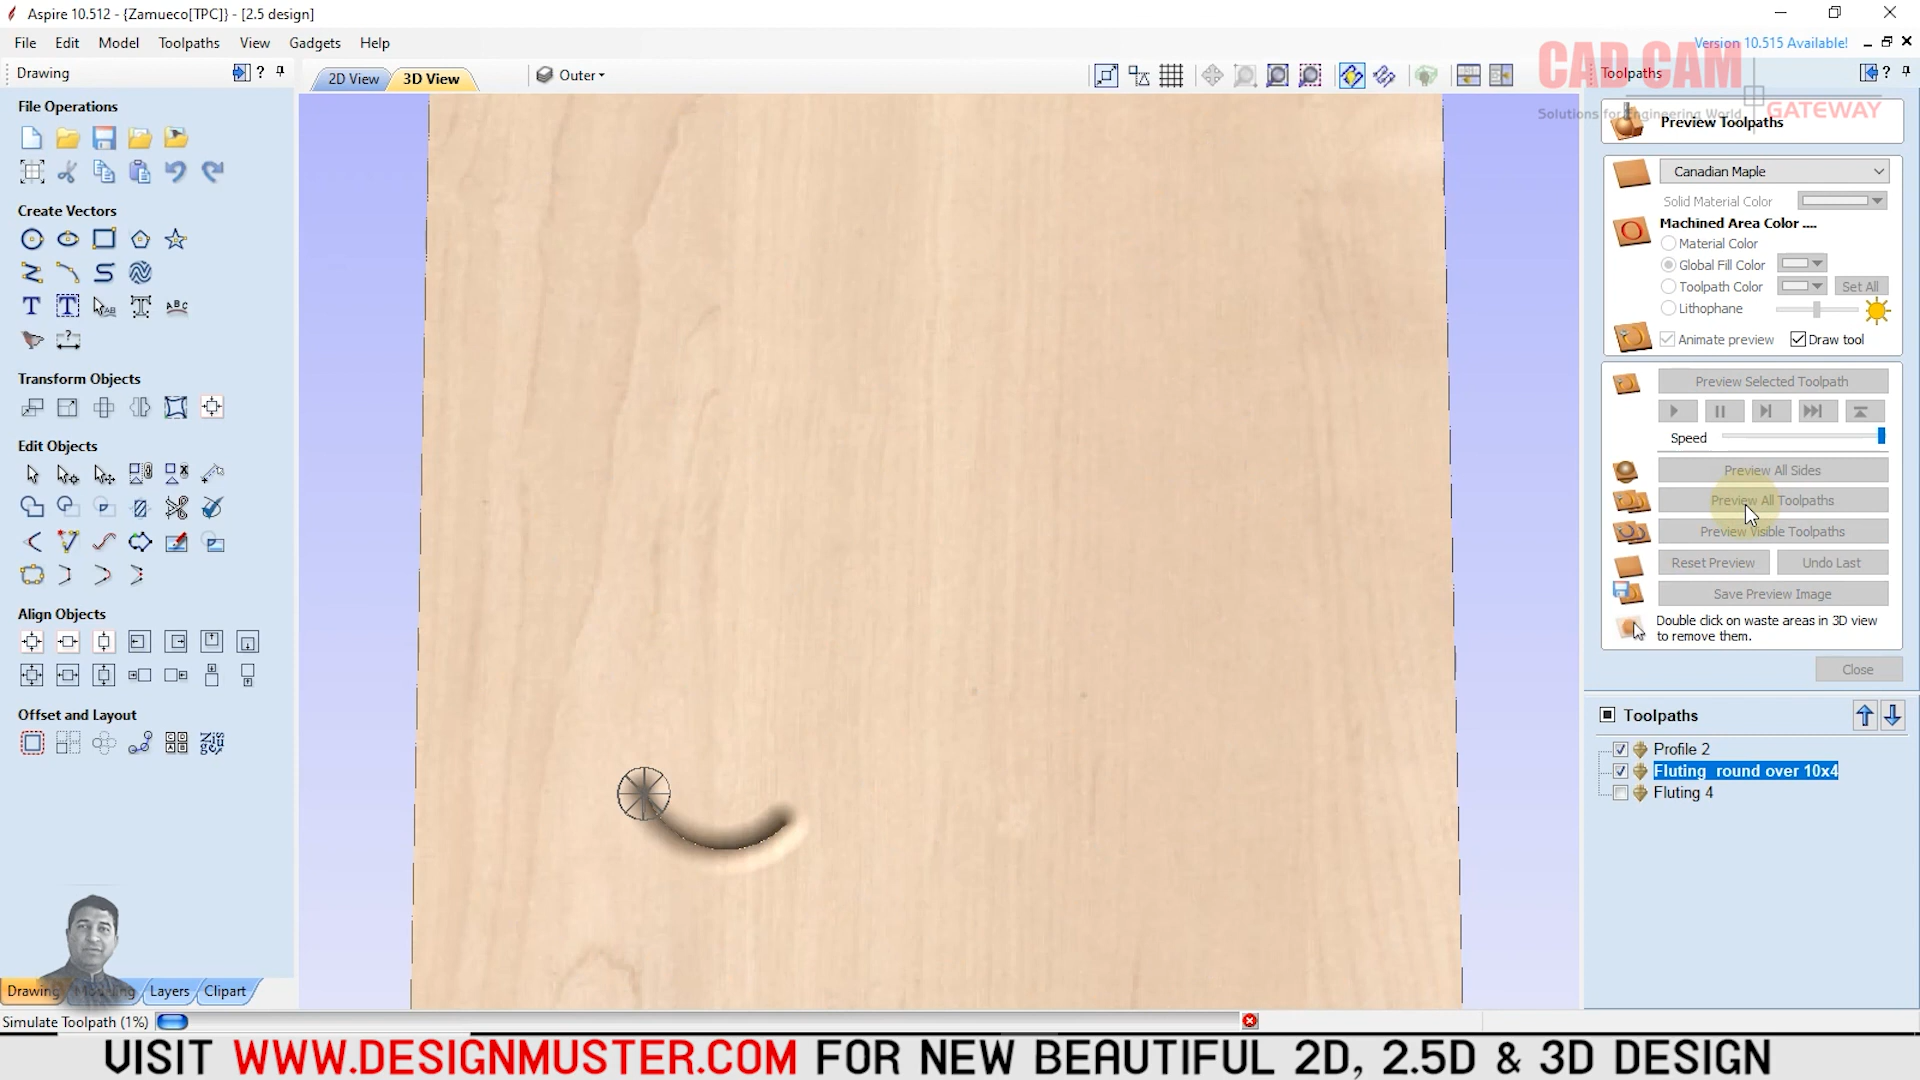 Aspire 10.512 - {Zamueco[TPC]} - [2.5 design]
File Edit Model Toolpaths View Gadgets Help
Version 10.515 Available!
CAD CAM
Solutions for Engineering World
GATEWAY
Drawing
2D View
3D View
Outer
Toolpaths
File Operations
Create Vectors
Transform Objects
Edit Objects
Align Objects
Offset and Layout
Drawing Modeling Layers Clipart
Simulate Toolpath (1%)
Preview Toolpaths
Canadian Maple
Solid Material Color
Machined Area Color ....
Material Color
Global Fill Color
Toolpath Color
Set All
Lithophane
Animate preview
Draw tool
Preview Selected Toolpath
Speed
Preview All Sides
Preview All Toolpaths
Preview Visible Toolpaths
Reset Preview
Undo Last
Save Preview Image
Double click on waste areas in 3D view
to remove them.
Close
Toolpaths
Profile 2
Fluting round over 10x4
Fluting 4
VISIT WWW.DESIGNMUSTER.COM FOR NEW BEAUTIFUL 2D, 2.5D & 3D DESIGN